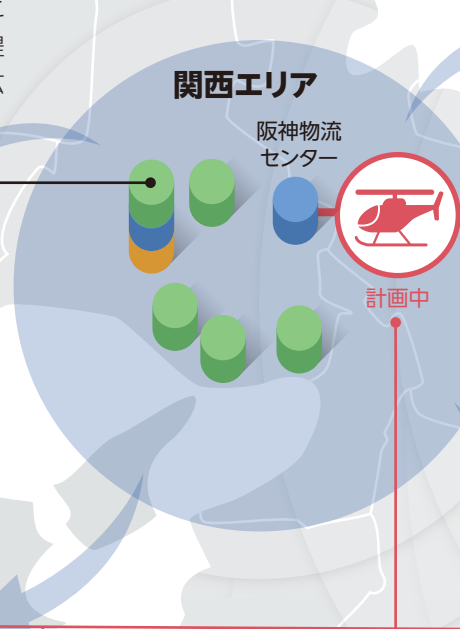 関西エリア
阪神物流
センター
計画中